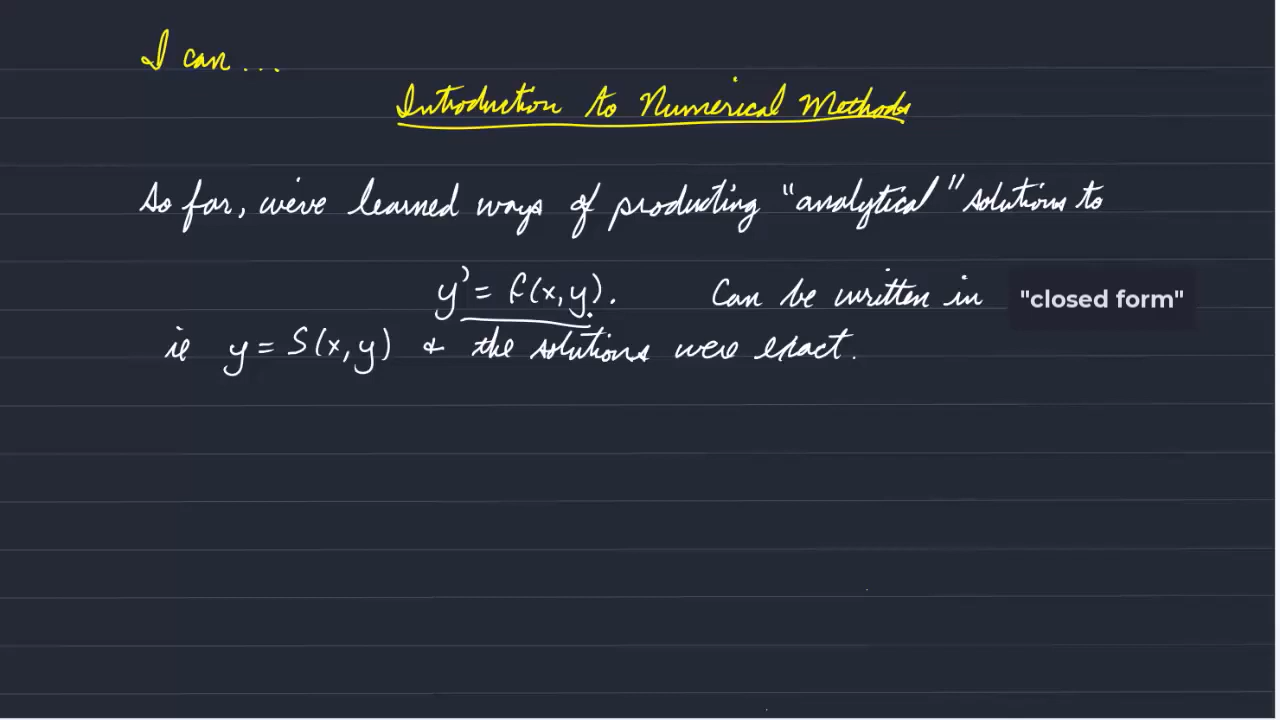 I can ...
Introduction to Numerical Methods
So far, we've learned ways of producting "analytical" solutions to
y' = f(x,y). Can be written in "closed form"
ie y = S(x,y) & the solutions were exact.